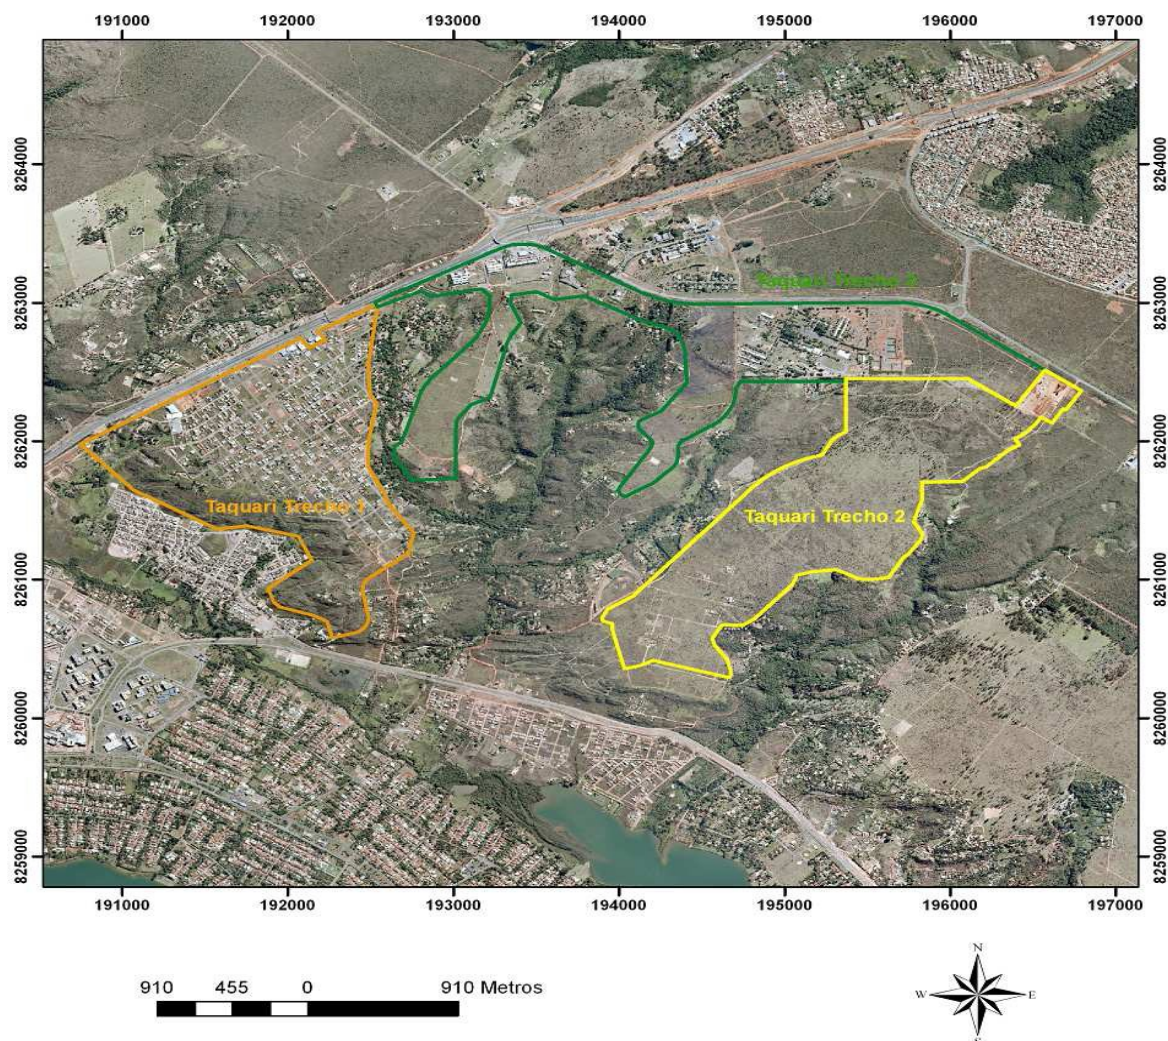 191000 192000 193000 194000 195000 196000 197000
8264000 8264000
Taquari Trecho
8263000 8263000
8262000 8262000
Taquari Trecho 1
Taquari Trecho 2
8261000 8261000
8260000 8260000
8259000 8259000
191000 192000 193000 194000 195000 196000 197000
910 455 0 910 Metros
N
W E
S